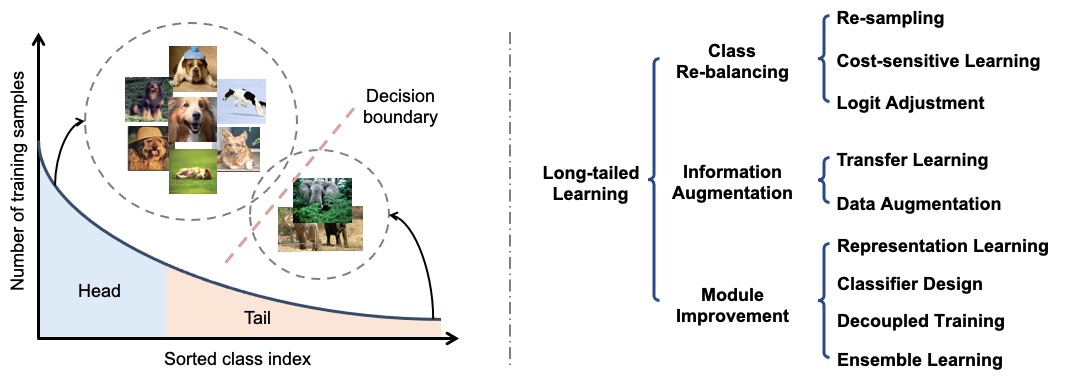 Number of training samples
Decision
boundary
Head
Tail
Sorted class index
Long-tailed
Learning
Class
Re-balancing
Re-sampling
Cost-sensitive Learning
Logit Adjustment
Information
Augmentation
Transfer Learning
Data Augmentation
Module
Improvement
Representation Learning
Classifier Design
Decoupled Training
Ensemble Learning